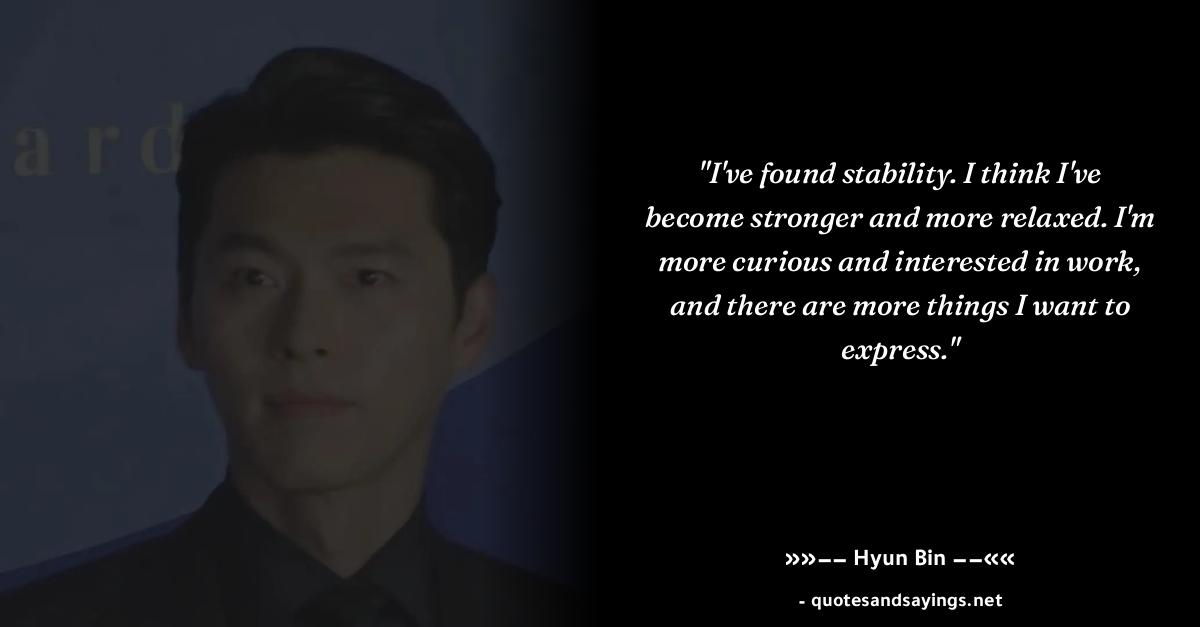 ard
"I've found stability. I think I've
become stronger and more relaxed. I'm
more curious and interested in work,
and there are more things I want to
express."
»»–– Hyun Bin ––««
- quotesandsayings.net